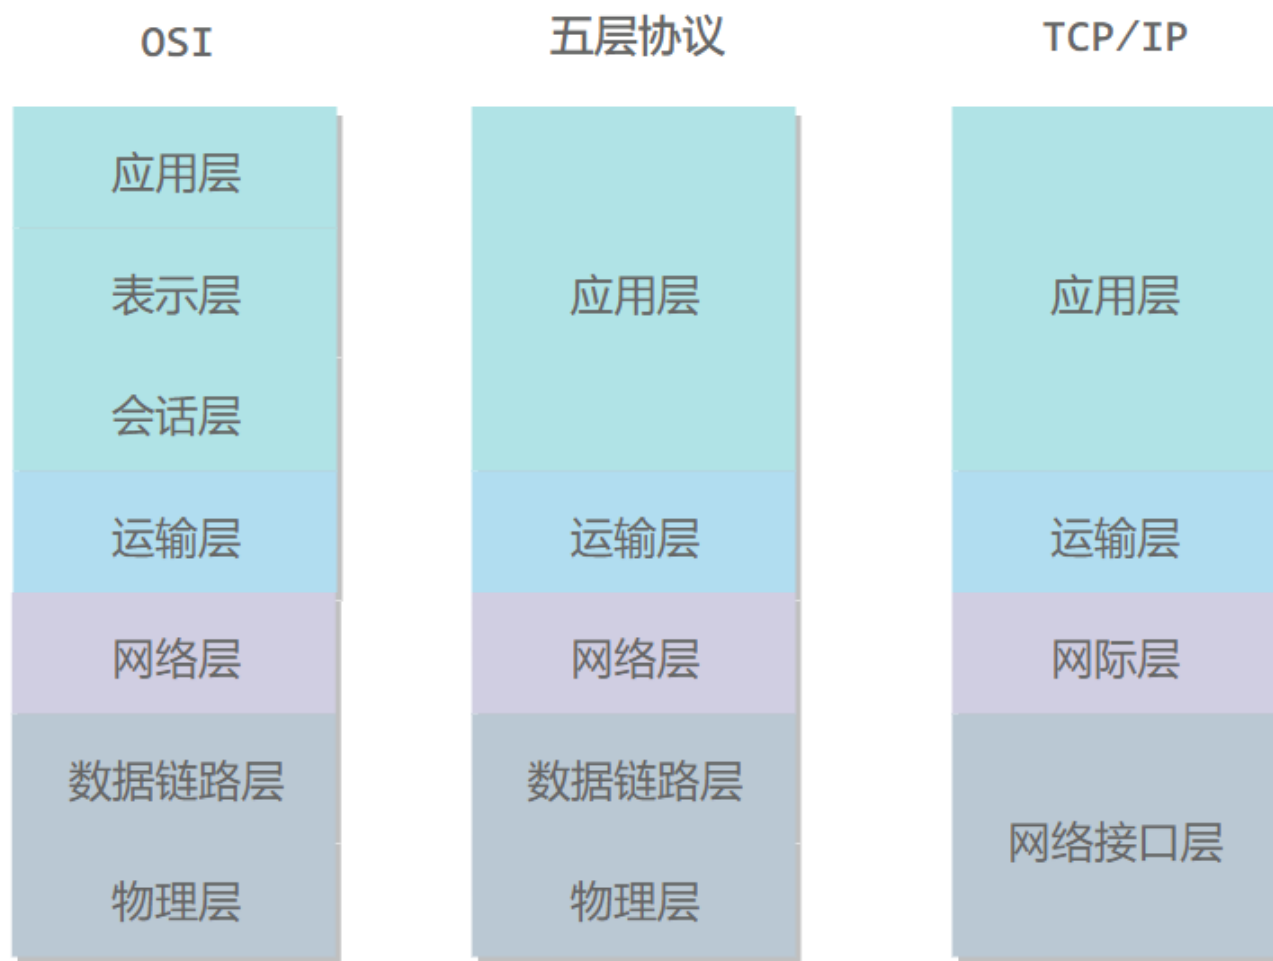 OSI
五层协议
TCP/IP
应用层
表示层
会话层
运输层
网络层
数据链路层
物理层
应用层
运输层
网络层
数据链路层
物理层
应用层
运输层
网际层
网络接口层